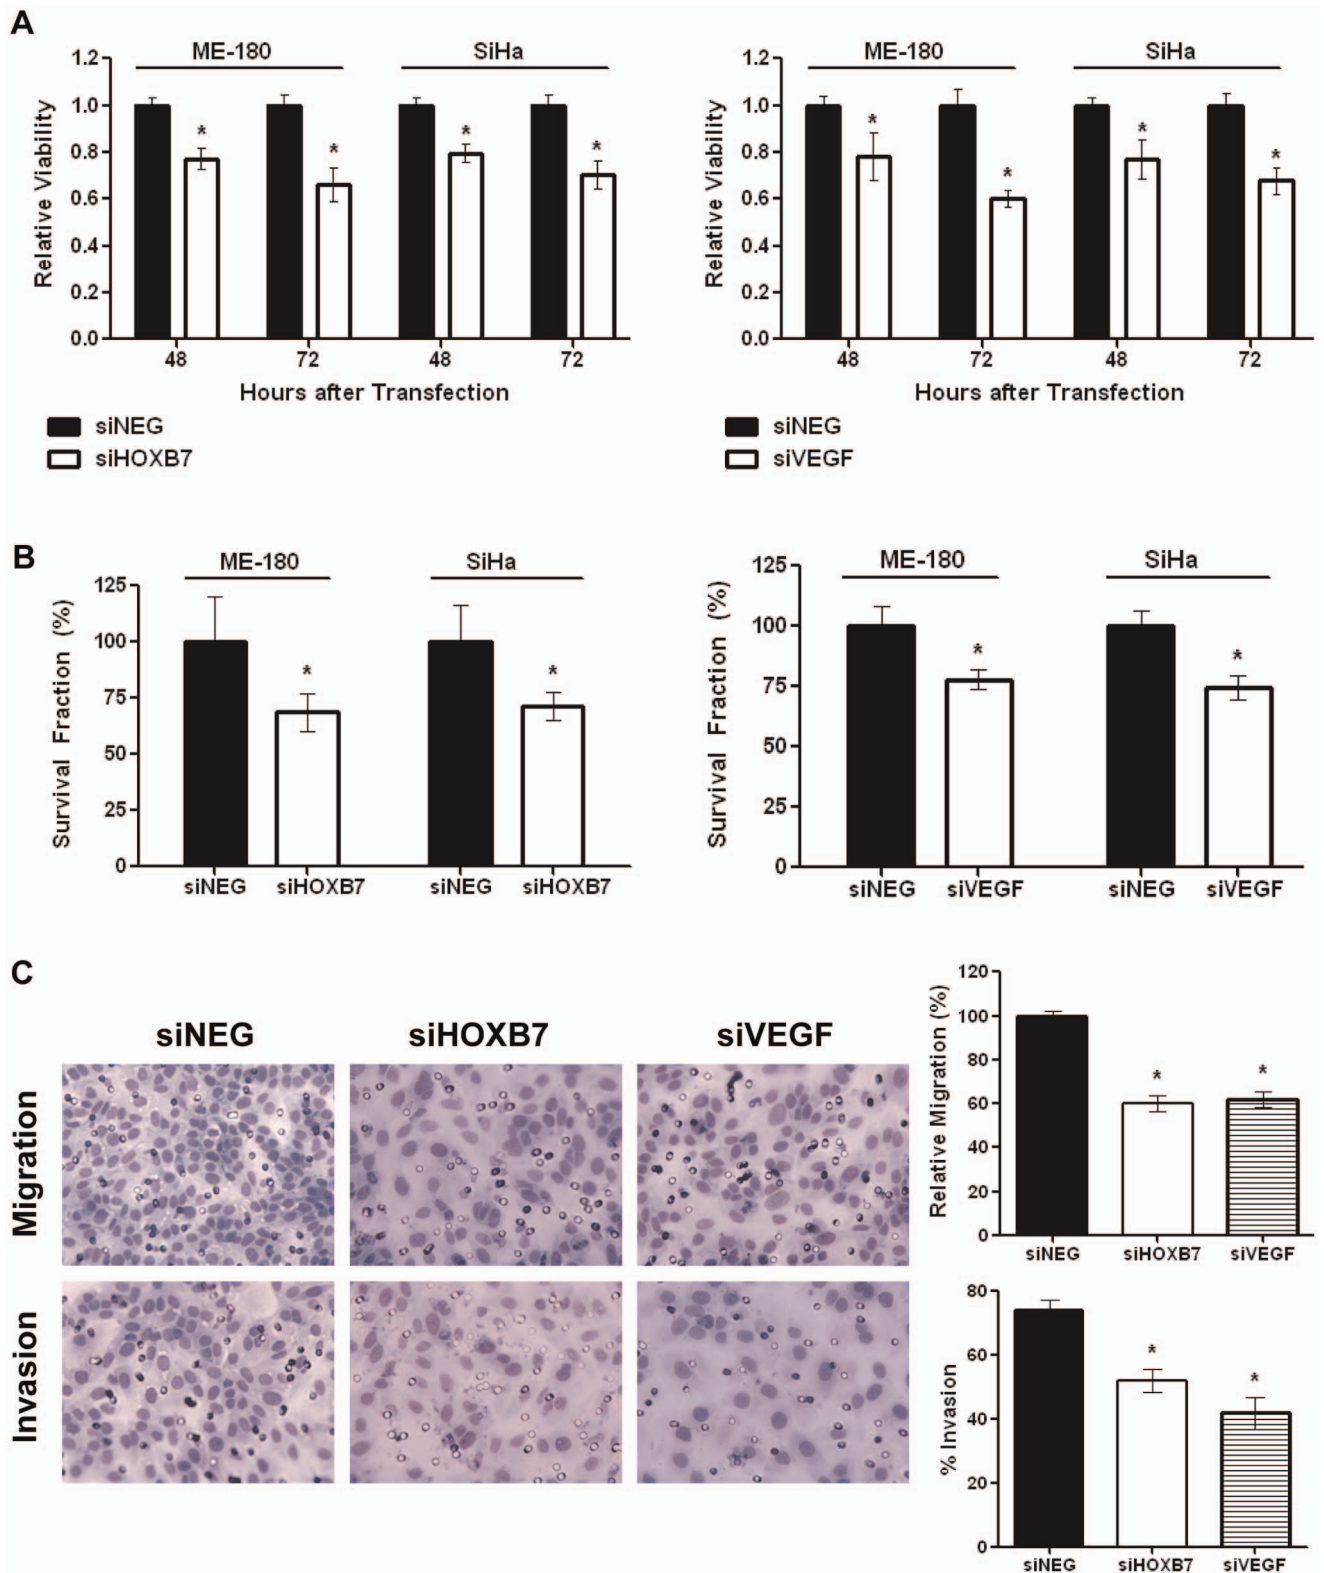 A
ME-180 SiHa
Relative Viability
1.2
1.0
0.8
0.6
0.4
0.2
0.0
* * * *
48 72 48 72
Hours after Transfection
siNEG
siHOXB7
ME-180 SiHa
Relative Viability
1.2
1.0
0.8
0.6
0.4
0.2
0.0
* * * *
48 72 48 72
Hours after Transfection
siNEG
siVEGF
B
ME-180 SiHa
Survival Fraction (%)
125
100
75
50
25
0
* *
siNEG siHOXB7 siNEG siHOXB7
ME-180 SiHa
Survival Fraction (%)
125
100
75
50
25
0
* *
siNEG siVEGF siNEG siVEGF
C
siNEG siHOXB7 siVEGF
Migration
Invasion
Relative Migration (%)
120
100
80
60
40
20
0
* *
siNEG siHOXB7 siVEGF
% Invasion
80
60
40
20
0
* *
siNEG siHOXB7 siVEGF